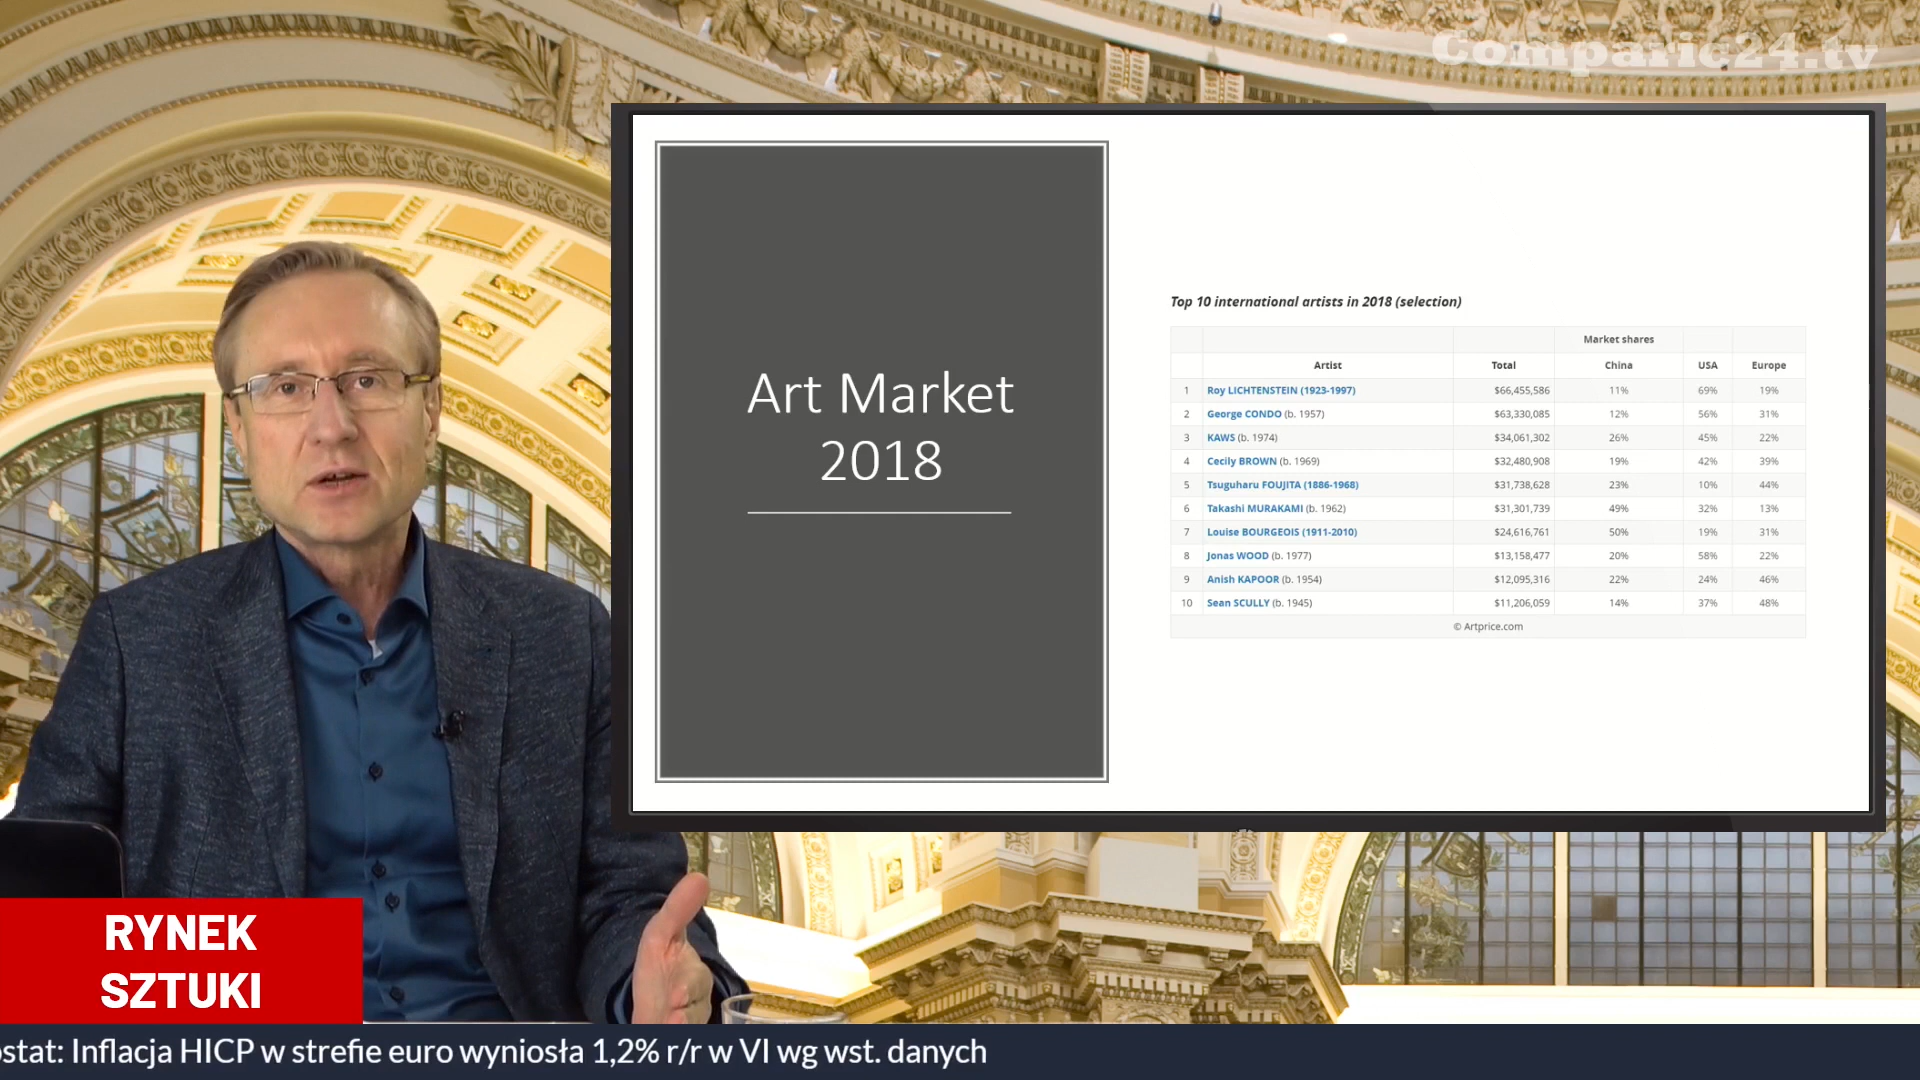 Comparic24.tv
Art Market
2018
Top 10 international artists in 2018 (selection)
Market shares
Artist Total China USA Europe
1 Roy LICHTENSTEIN (1923-1997) $66,455,586 11% 69% 19%
2 George CONDO (b. 1957) $63,330,085 12% 56% 31%
3 KAWS (b. 1974) $34,061,302 26% 45% 22%
4 Cecily BROWN (b. 1969) $32,480,908 19% 42% 39%
5 Tsuguharu FOUJITA (1886-1968) $31,738,628 23% 10% 44%
6 Takashi MURAKAMI (b. 1962) $31,301,739 49% 32% 13%
7 Louise BOURGEOIS (1911-2010) $24,616,761 50% 19% 31%
8 Jonas WOOD (b. 1977) $13,158,477 20% 58% 22%
9 Anish KAPOOR (b. 1954) $12,095,316 22% 24% 46%
10 Sean SCULLY (b. 1945) $11,206,059 14% 37% 48%
© Artprice.com
RYNEK
SZTUKI
ostat: Inflacja HICP w strefie euro wyniosła 1,2% r/r w VI wg wst. danych